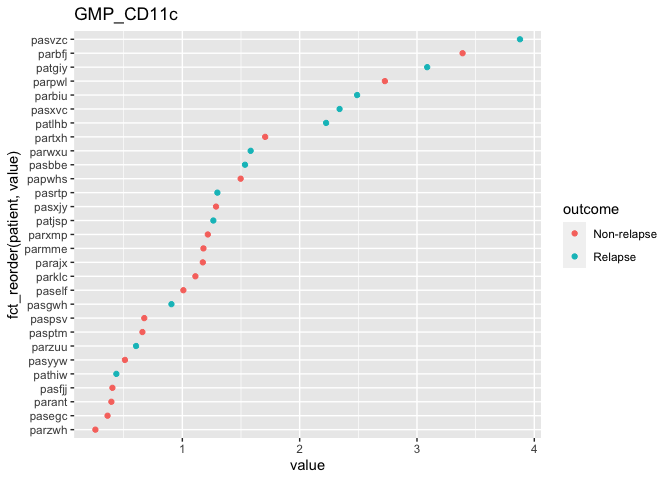 GMP_CD11c
fct_reorder(patient, value)
pasvzc
parbfj
patgiy
parpwl
parbiu
pasxvc
patlhb
partxh
parwxu
pasbbe
papwhs
pasrtp
pasxjy
patjsp
parxmp
parmme
parajx
parklc
paself
pasgwh
paspsv
pasptm
parzuu
pasyyw
pathiw
pasfjj
parant
pasegc
parzwh
1 2 3 4
value
outcome
Non-relapse
Relapse